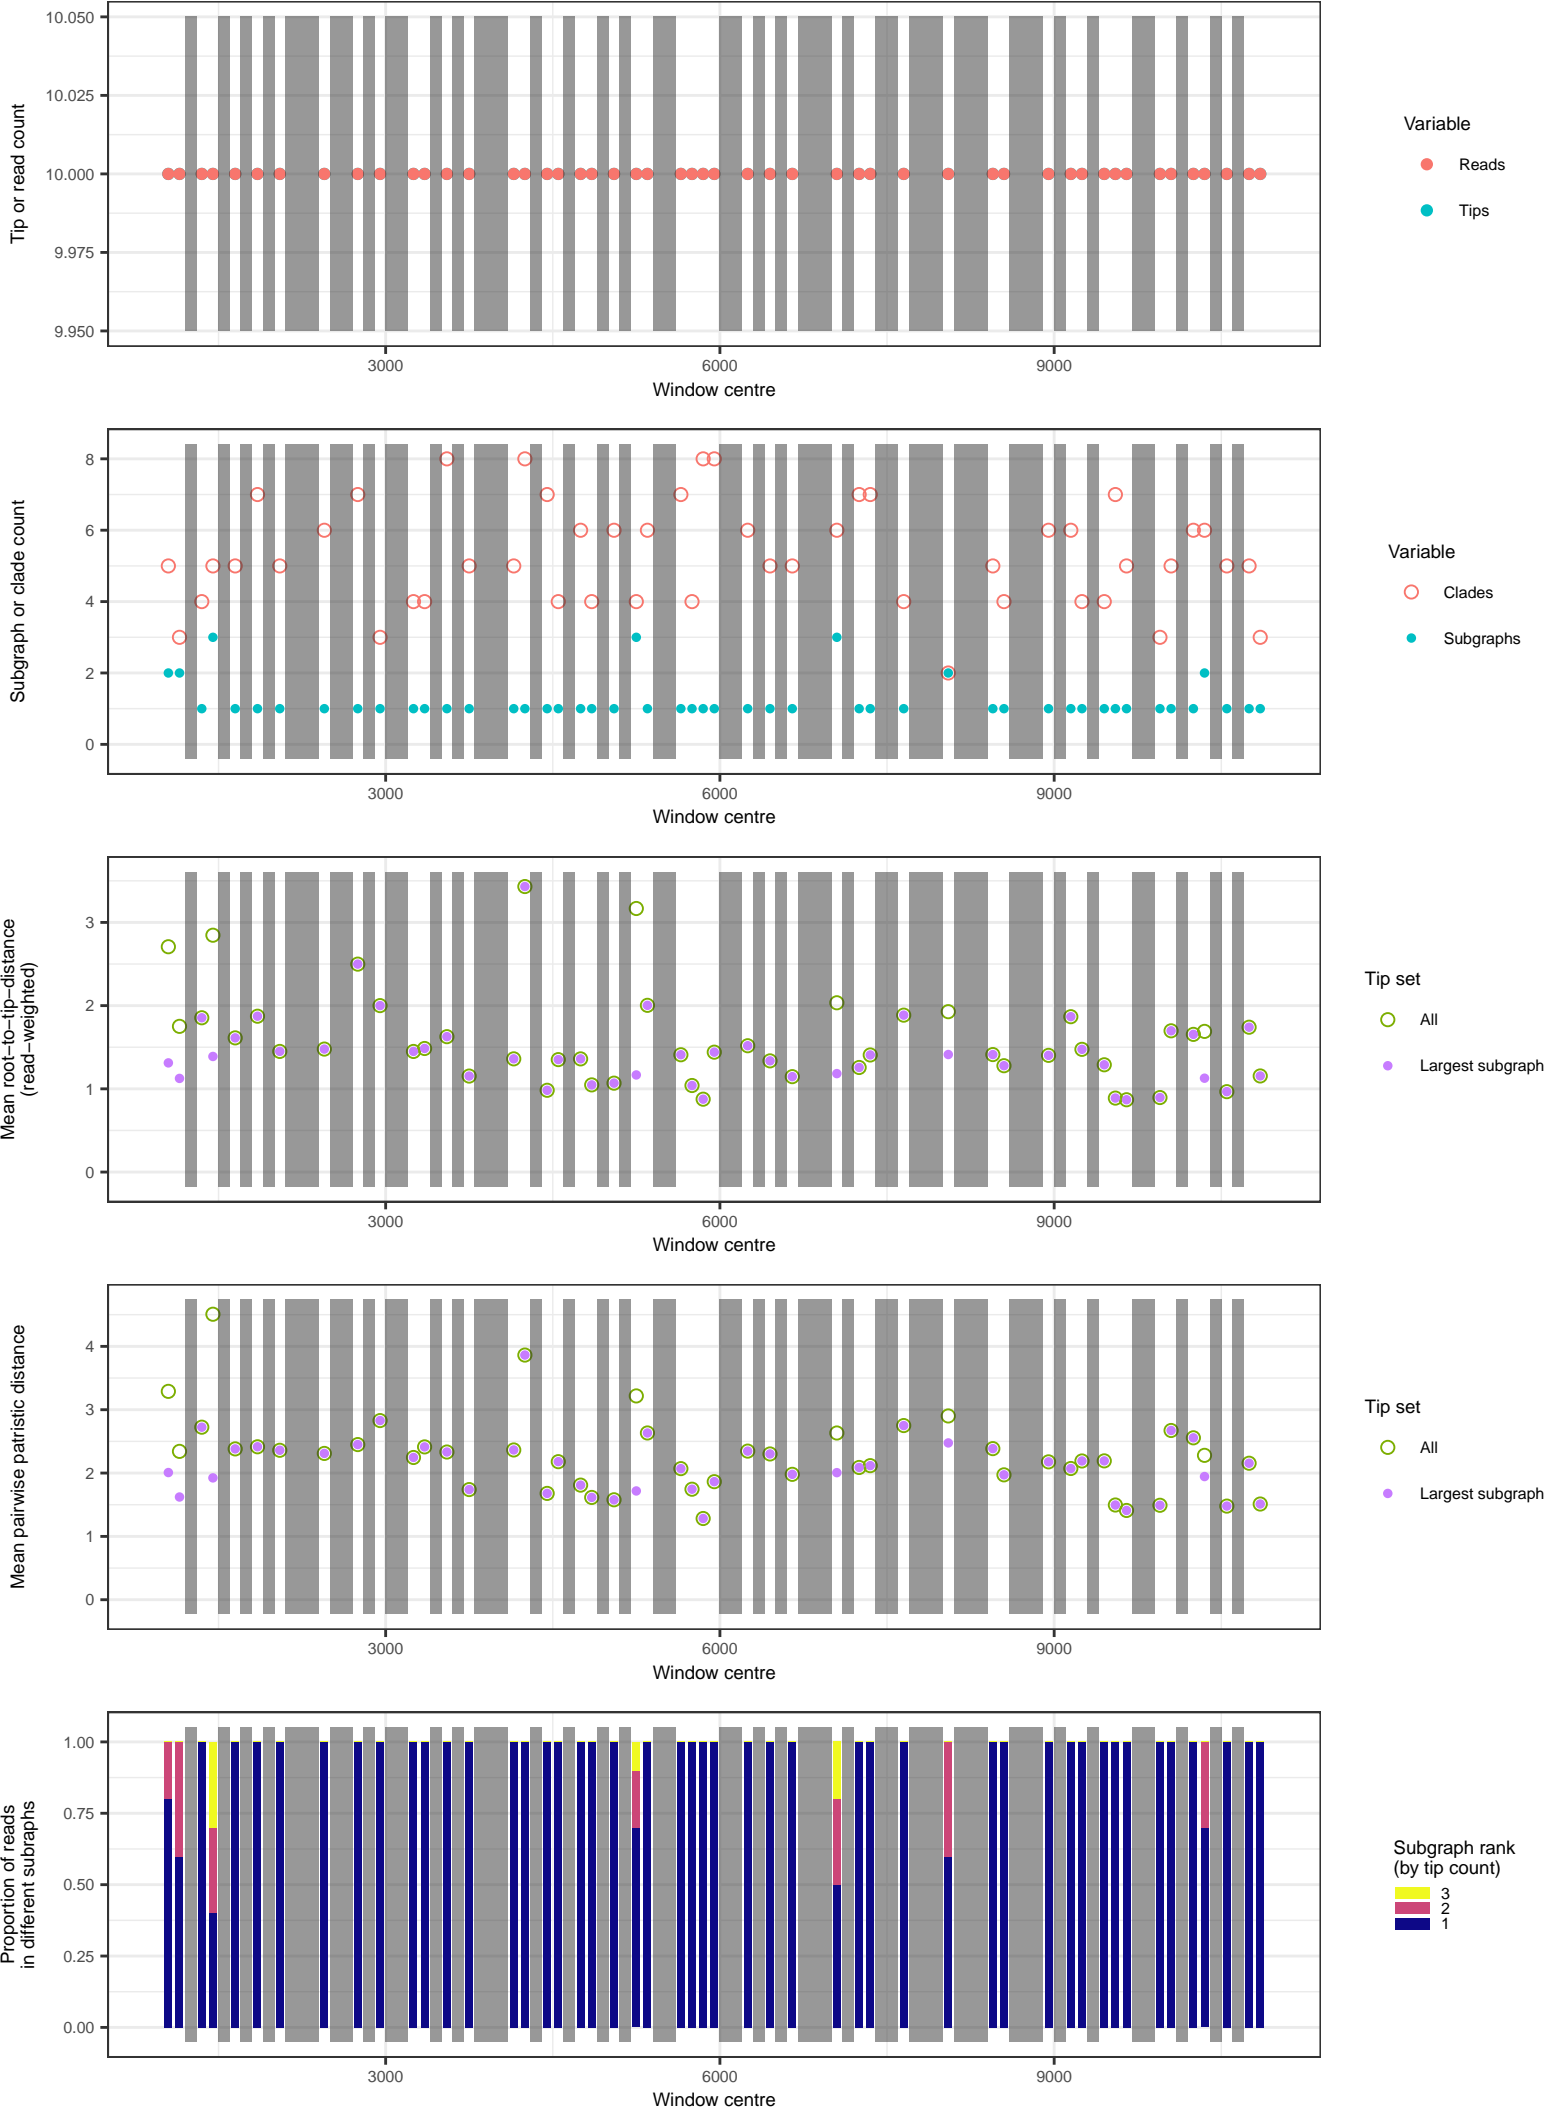 10.050
10.025
10.000
9.975
9.950
Tip or read count
3000 6000 9000
Window centre
Variable
Reads
Tips
8
6
4
2
0
Subgraph or clade count
3000 6000 9000
Window centre
Variable
Clades
Subgraphs
3
2
1
0
Mean root−to−tip−distance
(read−weighted)
3000 6000 9000
Window centre
Tip set
All
Largest subgraph
4
3
2
1
0
Mean pairwise patristic distance
3000 6000 9000
Window centre
Tip set
All
Largest subgraph
1.00
0.75
0.50
0.25
0.00
Proportion of reads
in different subraphs
3000 6000 9000
Window centre
Subgraph rank
(by tip count)
3
2
1